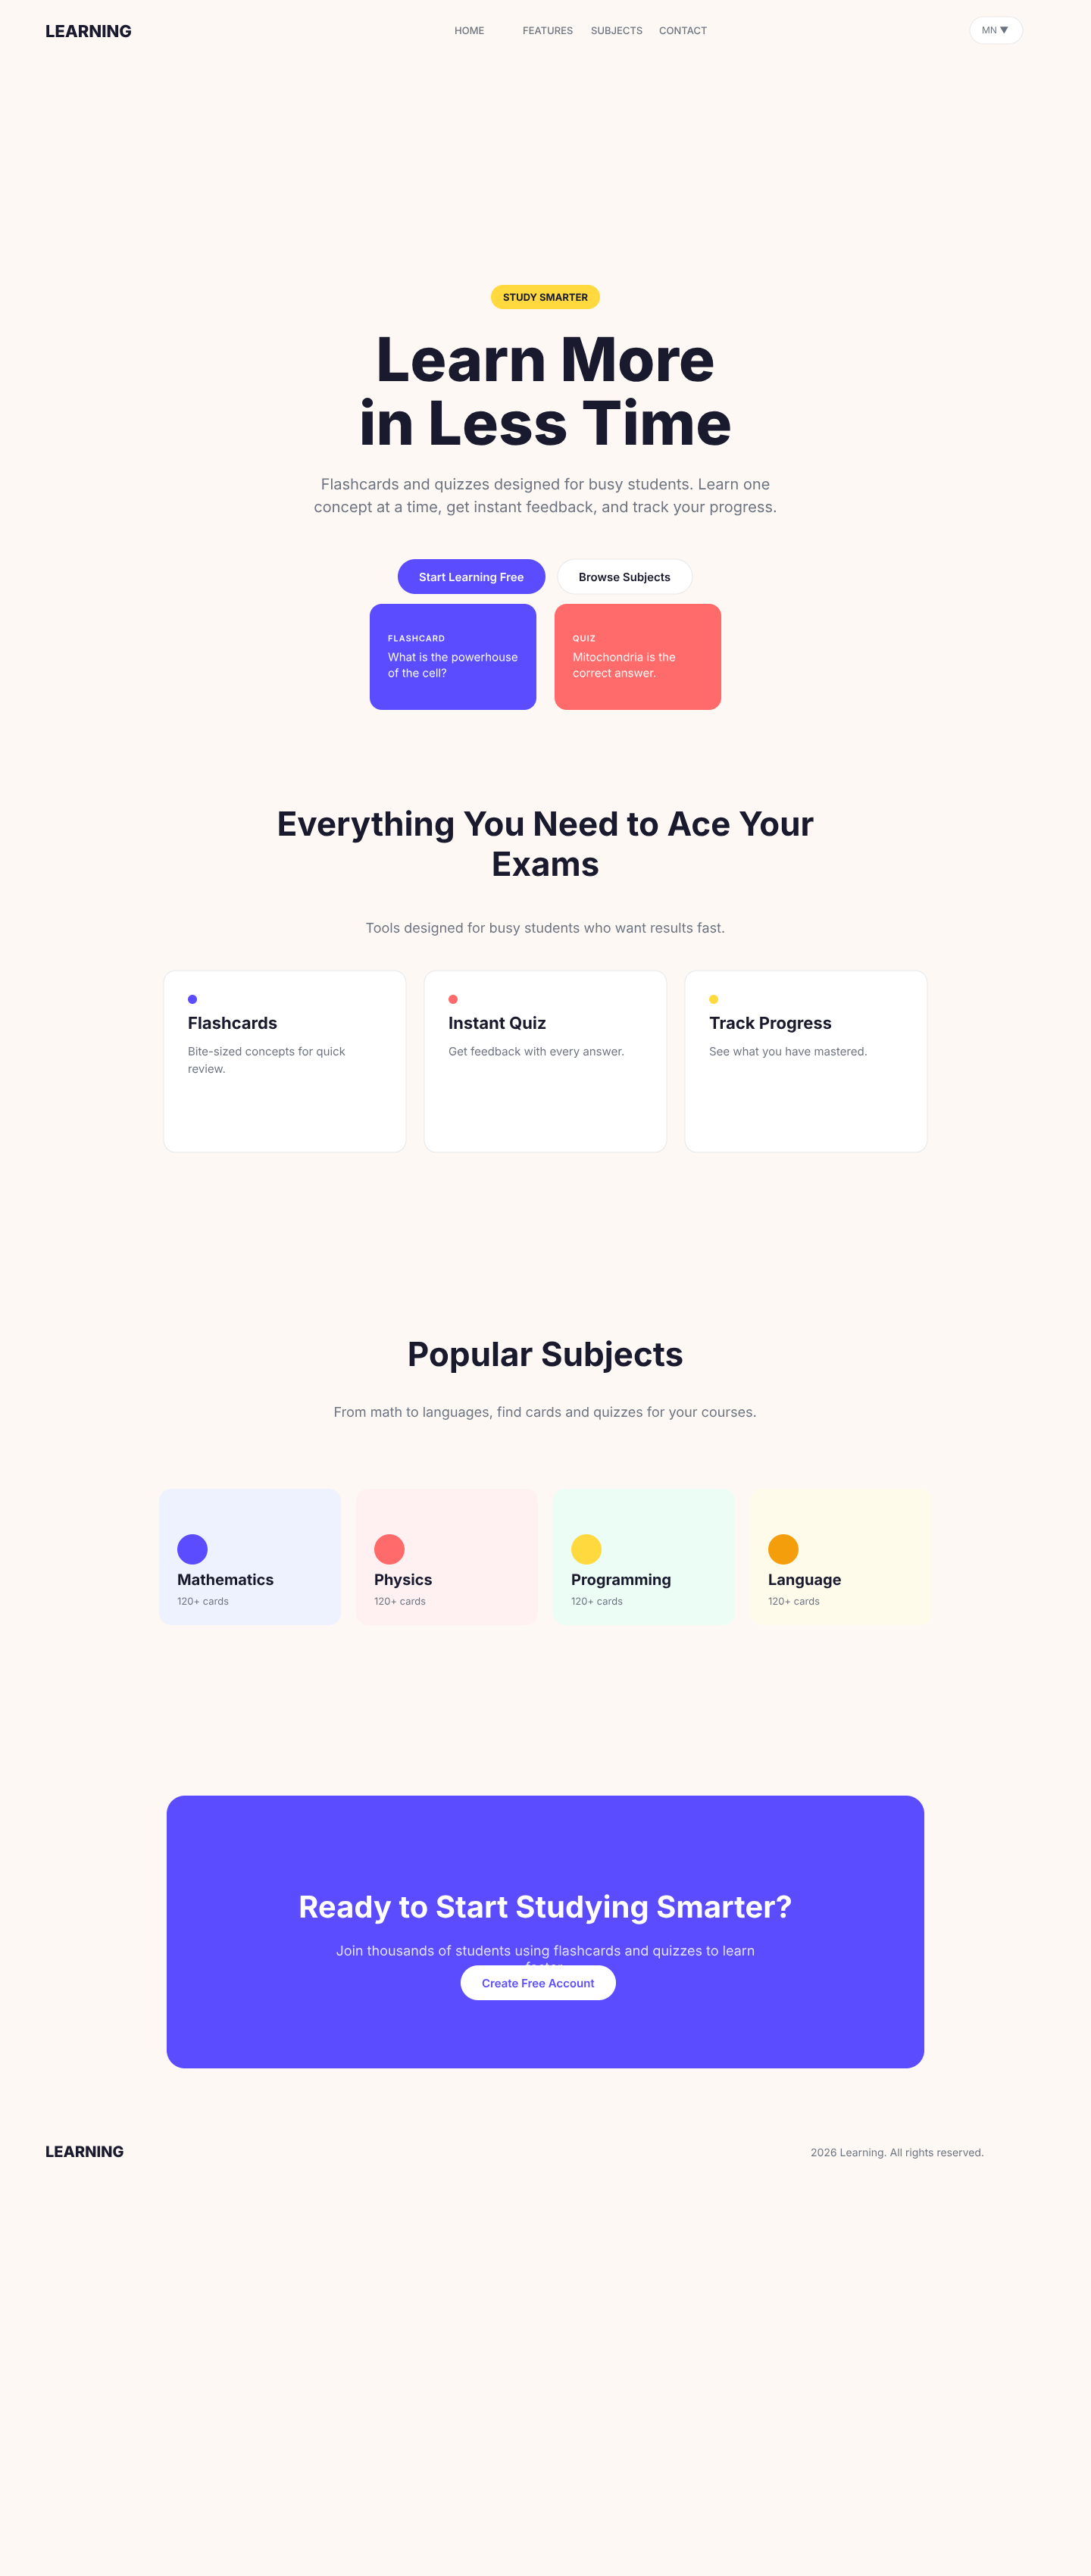 LEARNING
HOME FEATURES SUBJECTS CONTACT
MN ▼
STUDY SMARTER
Learn More
in Less Time
Flashcards and quizzes designed for busy students. Learn one
concept at a time, get instant feedback, and track your progress.
Start Learning Free
Browse Subjects
FLASHCARD
What is the powerhouse
of the cell?
QUIZ
Mitochondria is the
correct answer.
Everything You Need to Ace Your
Exams
Tools designed for busy students who want results fast.
Flashcards
Bite-sized concepts for quick
review.
Instant Quiz
Get feedback with every answer.
Track Progress
See what you have mastered.
Popular Subjects
From math to languages, find cards and quizzes for your courses.
Mathematics
120+ cards
Physics
120+ cards
Programming
120+ cards
Language
120+ cards
Ready to Start Studying Smarter?
Join thousands of students using flashcards and quizzes to learn
Create Free Account
LEARNING
2026 Learning. All rights reserved.